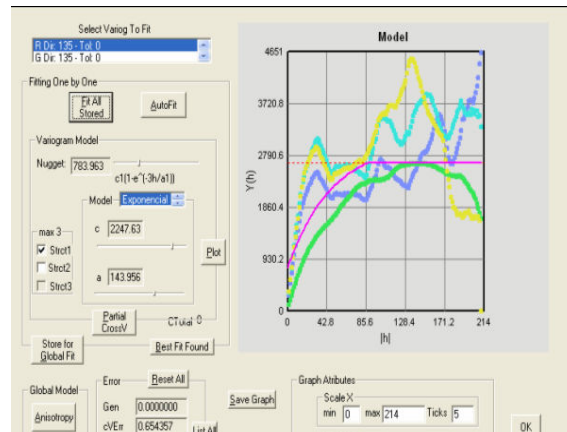 Select Variog To Fit
R Dir: 135 - Tol: 0
G Dir: 135 - Tol: 0
Fitting One by One
Fit All Stored
AutoFit
Variogram Model
Nugget: 783.963
c1(1-e^(-3h/a1))
Model Exponencial
max 3
Strct1
Strct2
Strct3
c 2247.63
a 143.956
Plot
Partial CrossV
CTotal 0
Store for Global Fit
Best Fit Found
Global Model
Anisotropy
Error
Reset All
Gen 0.0000000
cVErr 0.654357
List All
Save Graph
Model
4651
3720.8
2790.6
1860.4
930.2
0
Y(h)
0 42.8 85.6 128.4 171.2 214
|h|
Graph Atributes
Scale X
min 0 max 214 Ticks 5
OK